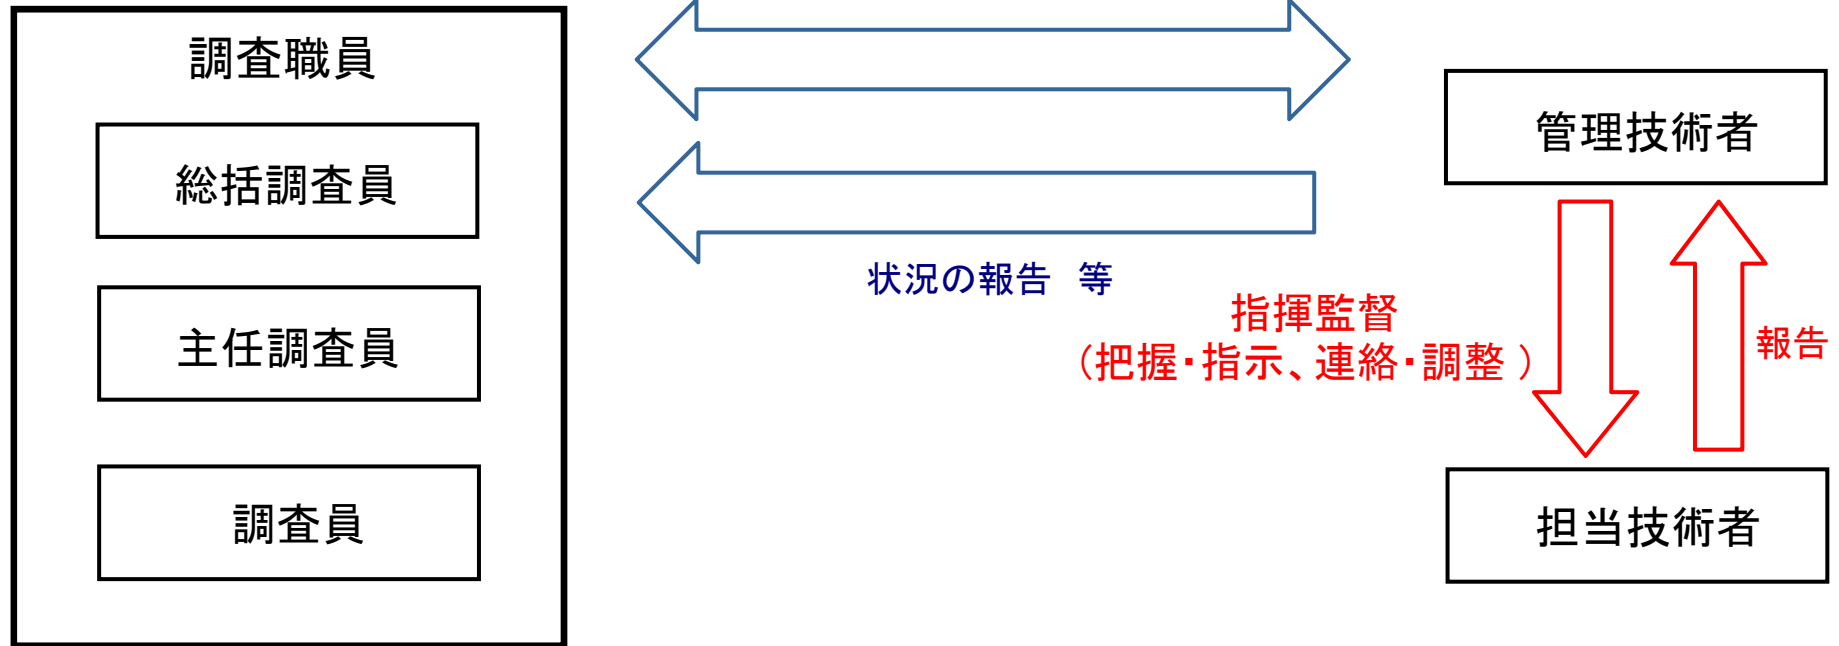 調査職員
総括調査員
主任調査員
調査員
状況の報告　等
管理技術者
指揮監督
（把握・指示、連絡・調整 ）
報告
担当技術者